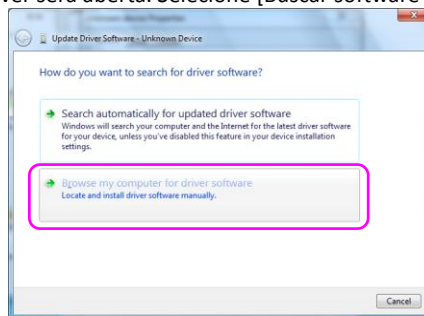 ver será aberta. Selecione [Buscar software
Update Driver Software - Unknown Device
How do you want to search for driver software?
Search automatically for updated driver software
Windows will search your computer and the Internet for the latest driver software
for your device, unless you've disabled this feature in your device installation
settings.
Browse my computer for driver software
Locate and install driver software manually.
Cancel